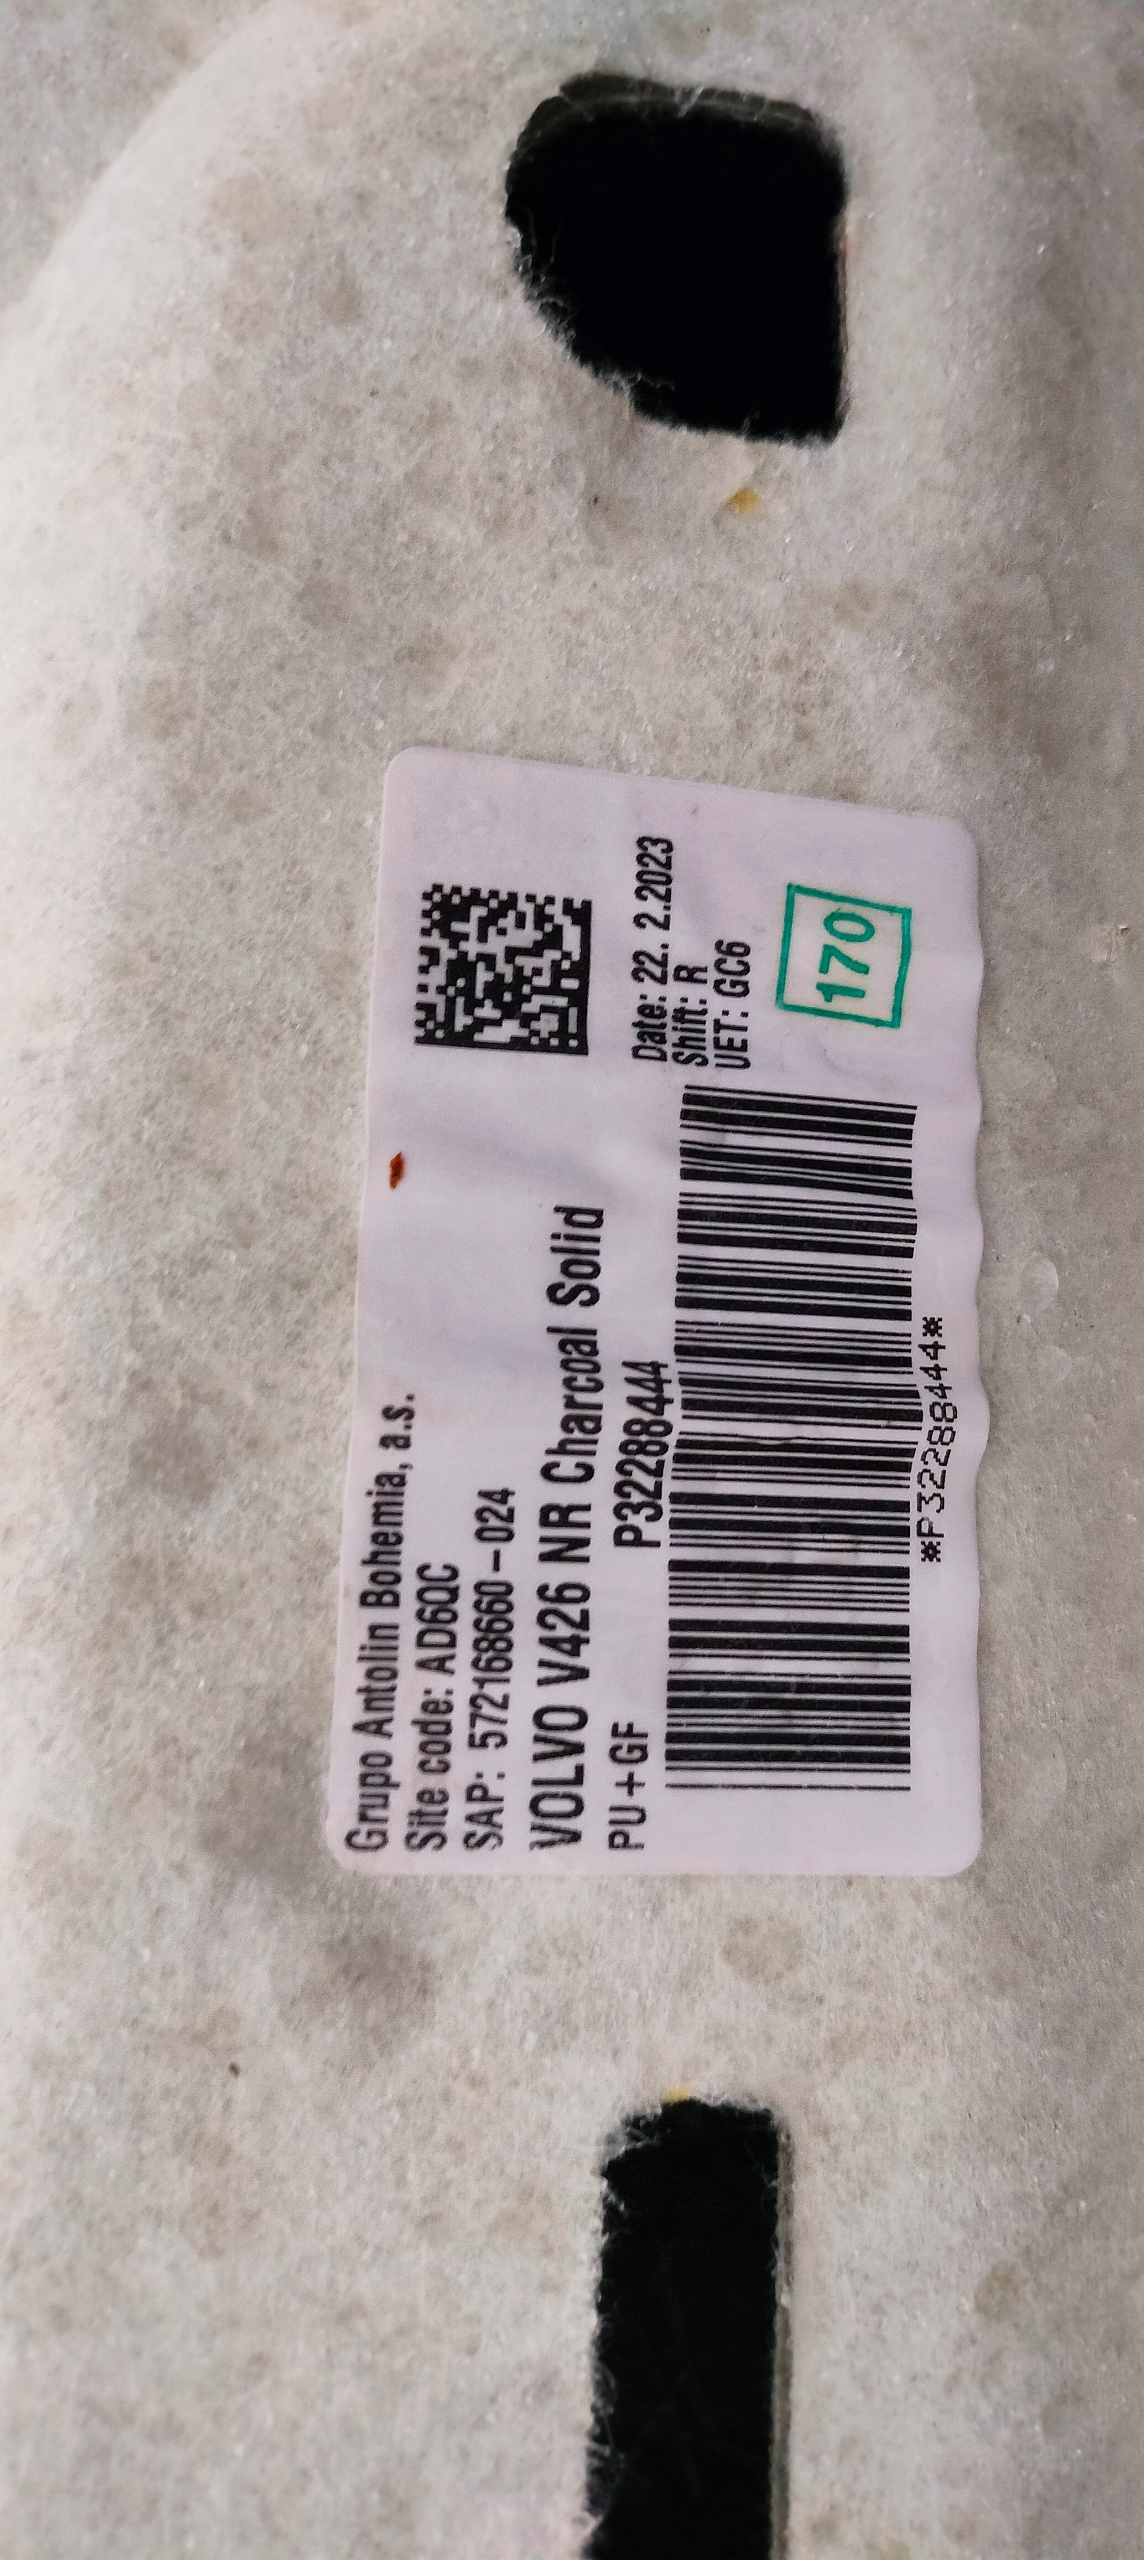 Grupo Antolin Bohemia, a.s.
Site code: AD6QC
SAP: 572168660-024
VOLVO V426 NR Charcoal Solid
PU+GF
P32288444
*P32288444*
Date: 22. 2.2023
Shift: R
UET: GC6
170